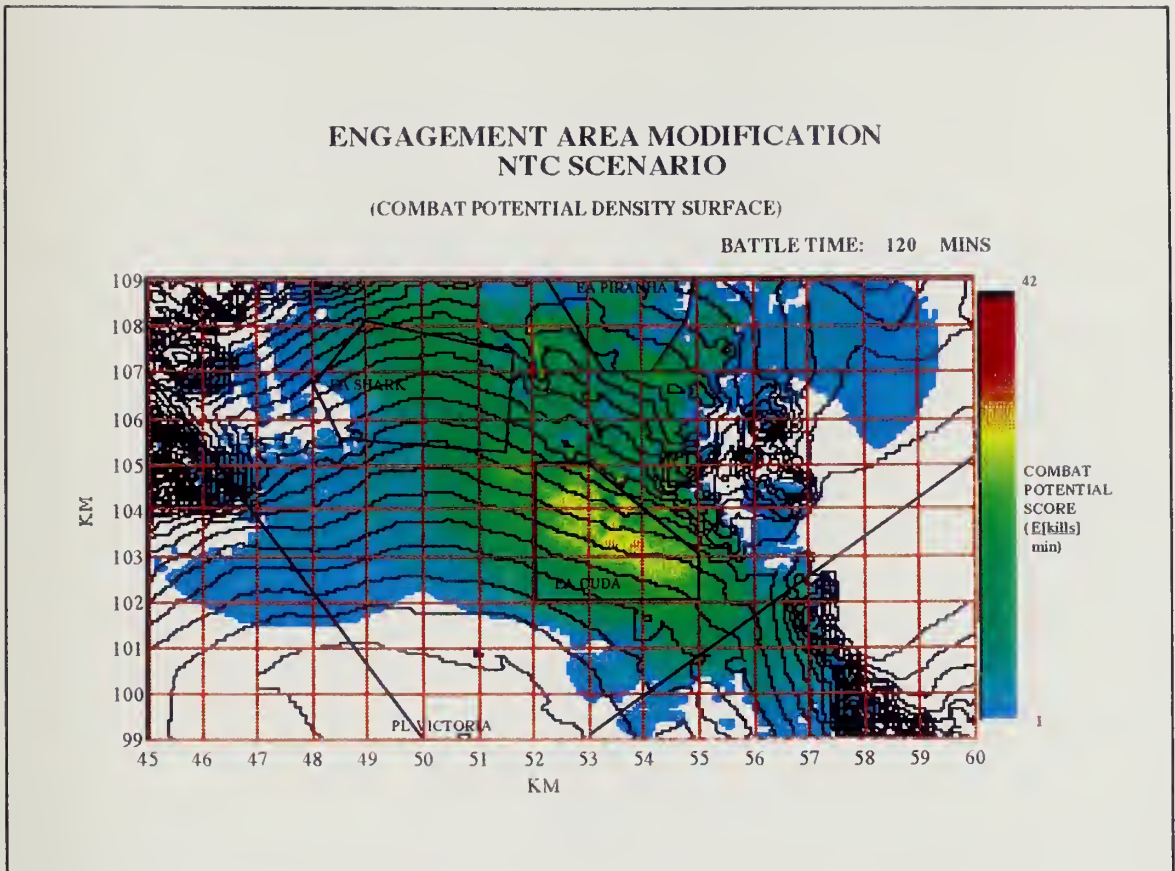 ENGAGEMENT AREA MODIFICATION
NTC SCENARIO
(COMBAT POTENTIAL DENSITY SURFACE)
BATTLE TIME: 120 MINS
109
108
107
106
105
104
103
102
101
100
99
KM
EA PIRANHA
EA SHARK
EA CUDA
PL VICTORIA
45 46 47 48 49 50 51 52 53 54 55 56 57 58 59 60
KM
42
COMBAT
POTENTIAL
SCORE
(E[kills]
min)
1